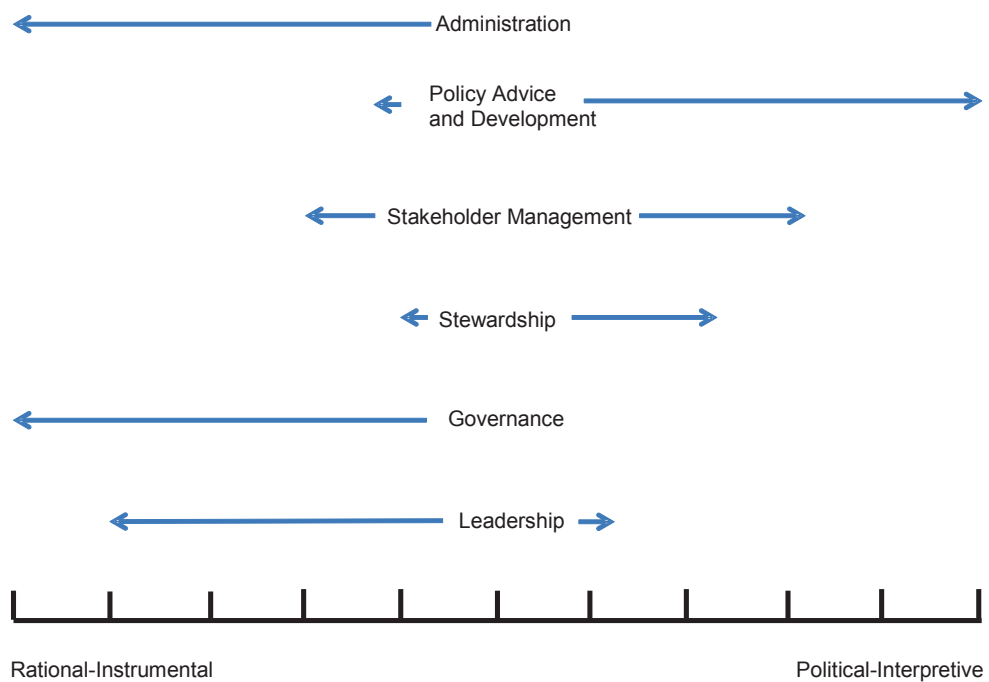 Administration
Policy Advice
and Development
Stakeholder Management
Stewardship
Governance
Leadership
Rational-Instrumental
Political-Interpretive